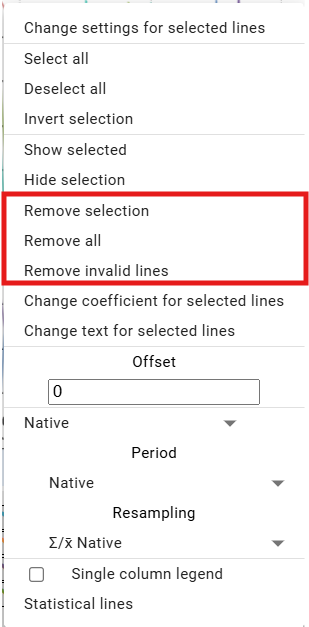 Change settings for selected lines
Select all
Deselect all
Invert selection
Show selected
Hide selection
Remove selection
Remove all
Remove invalid lines
Change coefficient for selected lines
Change text for selected lines
Offset
0
Native
Period
Native
Resampling
Σ/x̄ Native
Single column legend
Statistical lines